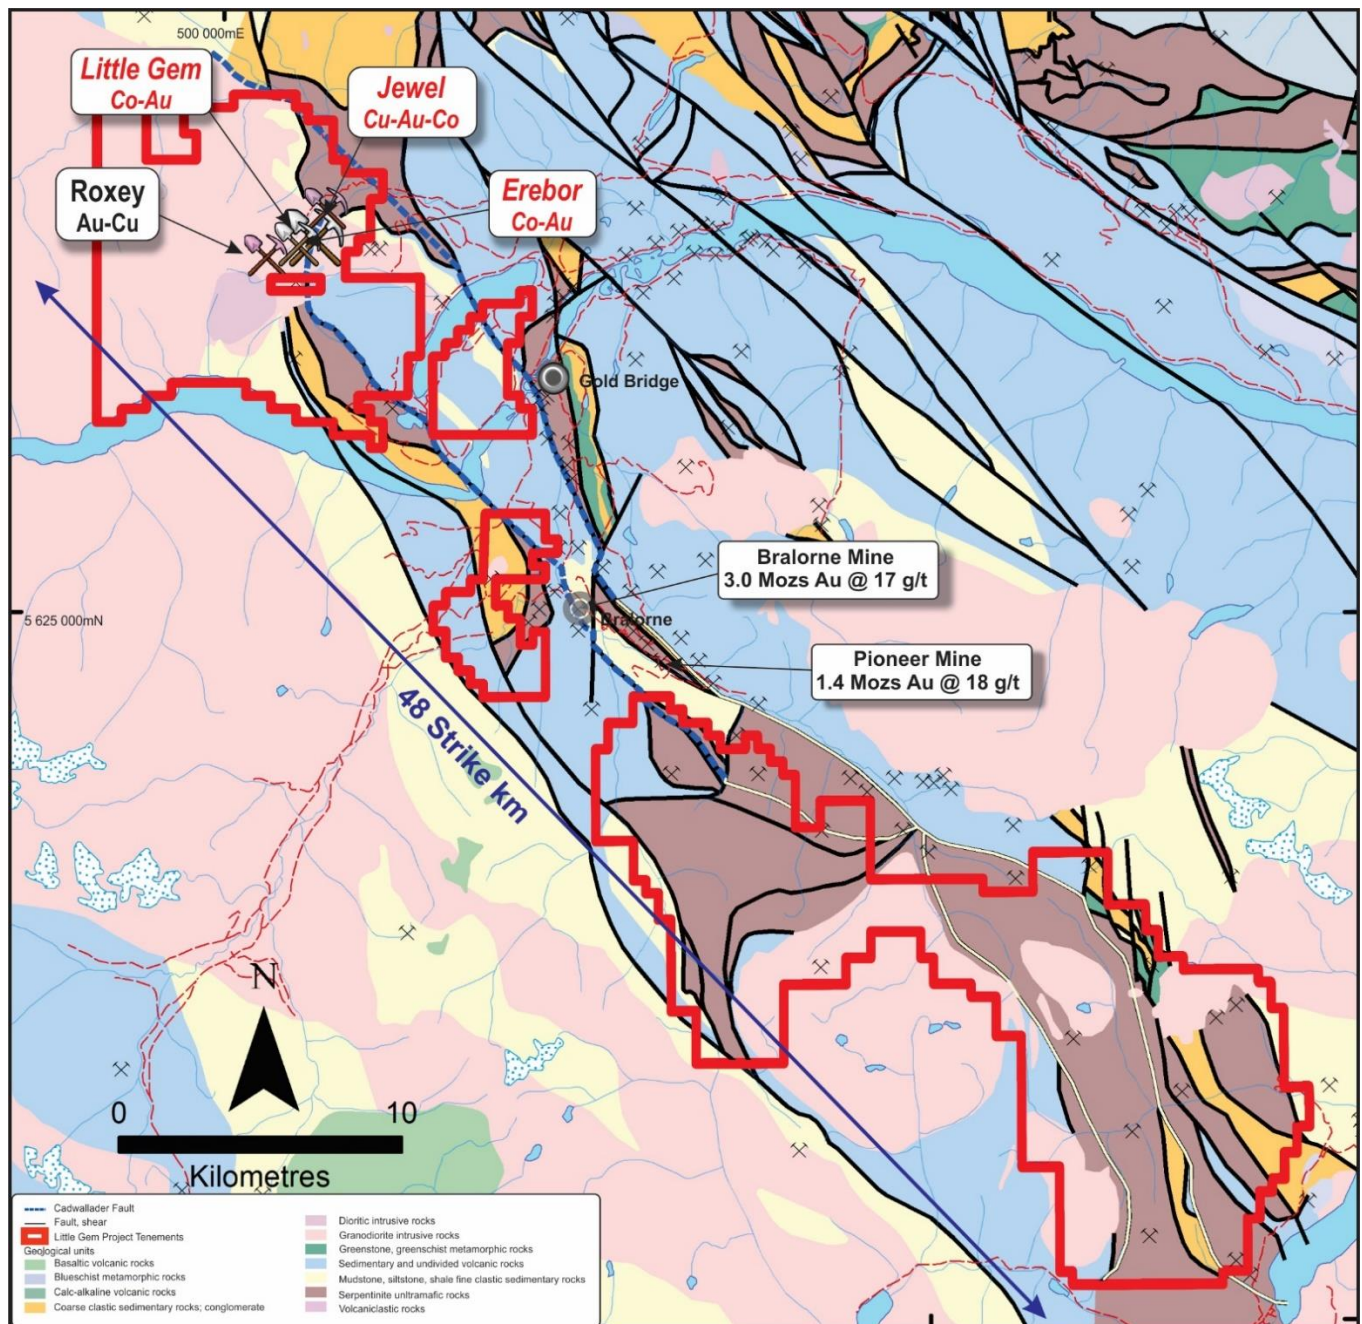 500 000mE
Little Gem
Co-Au
Jewel
Cu-Au-Co
Roxey
Au-Cu
Erebor
Co-Au
Gold Bridge
Bralorne Mine
3.0 Mozs Au @ 17 g/t
5 625 000mN
Bralorne
Pioneer Mine
1.4 Mozs Au @ 18 g/t
48 Strike km
N
0 10
Kilometres
Cadwallader Fault
Fault, shear
Little Gem Project Tenements
Geological units
Basaltic volcanic rocks
Blueschist metamorphic rocks
Calc-alkaline volcanic rocks
Coarse clastic sedimentary rocks; conglomerate
Dioritic intrusive rocks
Granodiorite intrusive rocks
Greenstone, greenschist metamorphic rocks
Sedimentary and undivided volcanic rocks
Mudstone, siltstone, shale fine clastic sedimentary rocks
Serpentinite unltramafic rocks
Volcaniclastic rocks